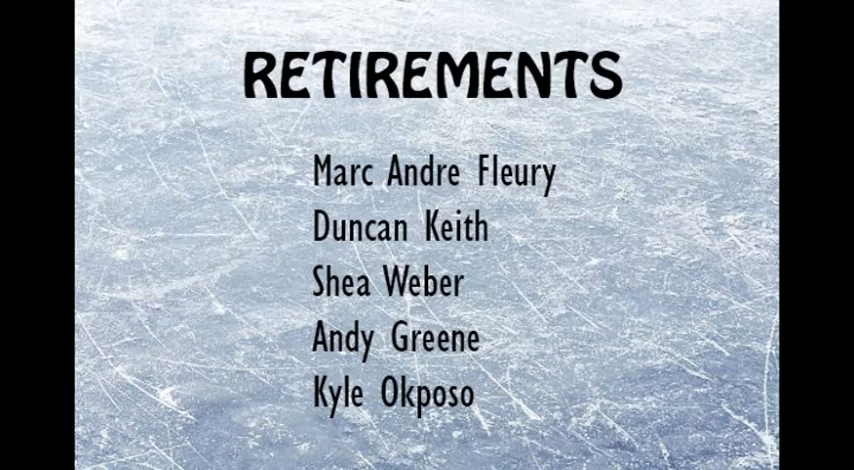 RETIREMENTS
Marc Andre Fleury
Duncan Keith
Shea Weber
Andy Greene
Kyle Okposo